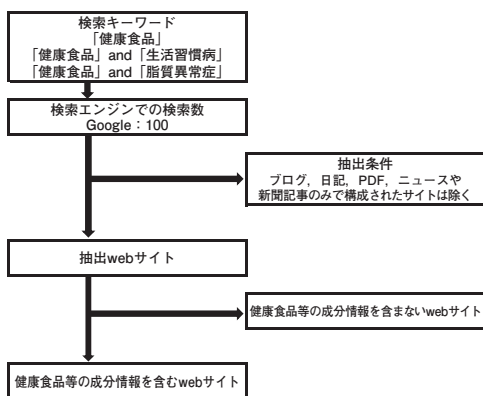 検索キーワード
「健康食品」
「健康食品」and「生活習慣病」
「健康食品」and「脂質異常症」
検索エンジンでの検索数
Google：100
抽出条件
ブログ，日記，PDF，ニュースや
新聞記事のみで構成されたサイトは除く
抽出webサイト
健康食品等の成分情報を含まないwebサイト
健康食品等の成分情報を含むwebサイト